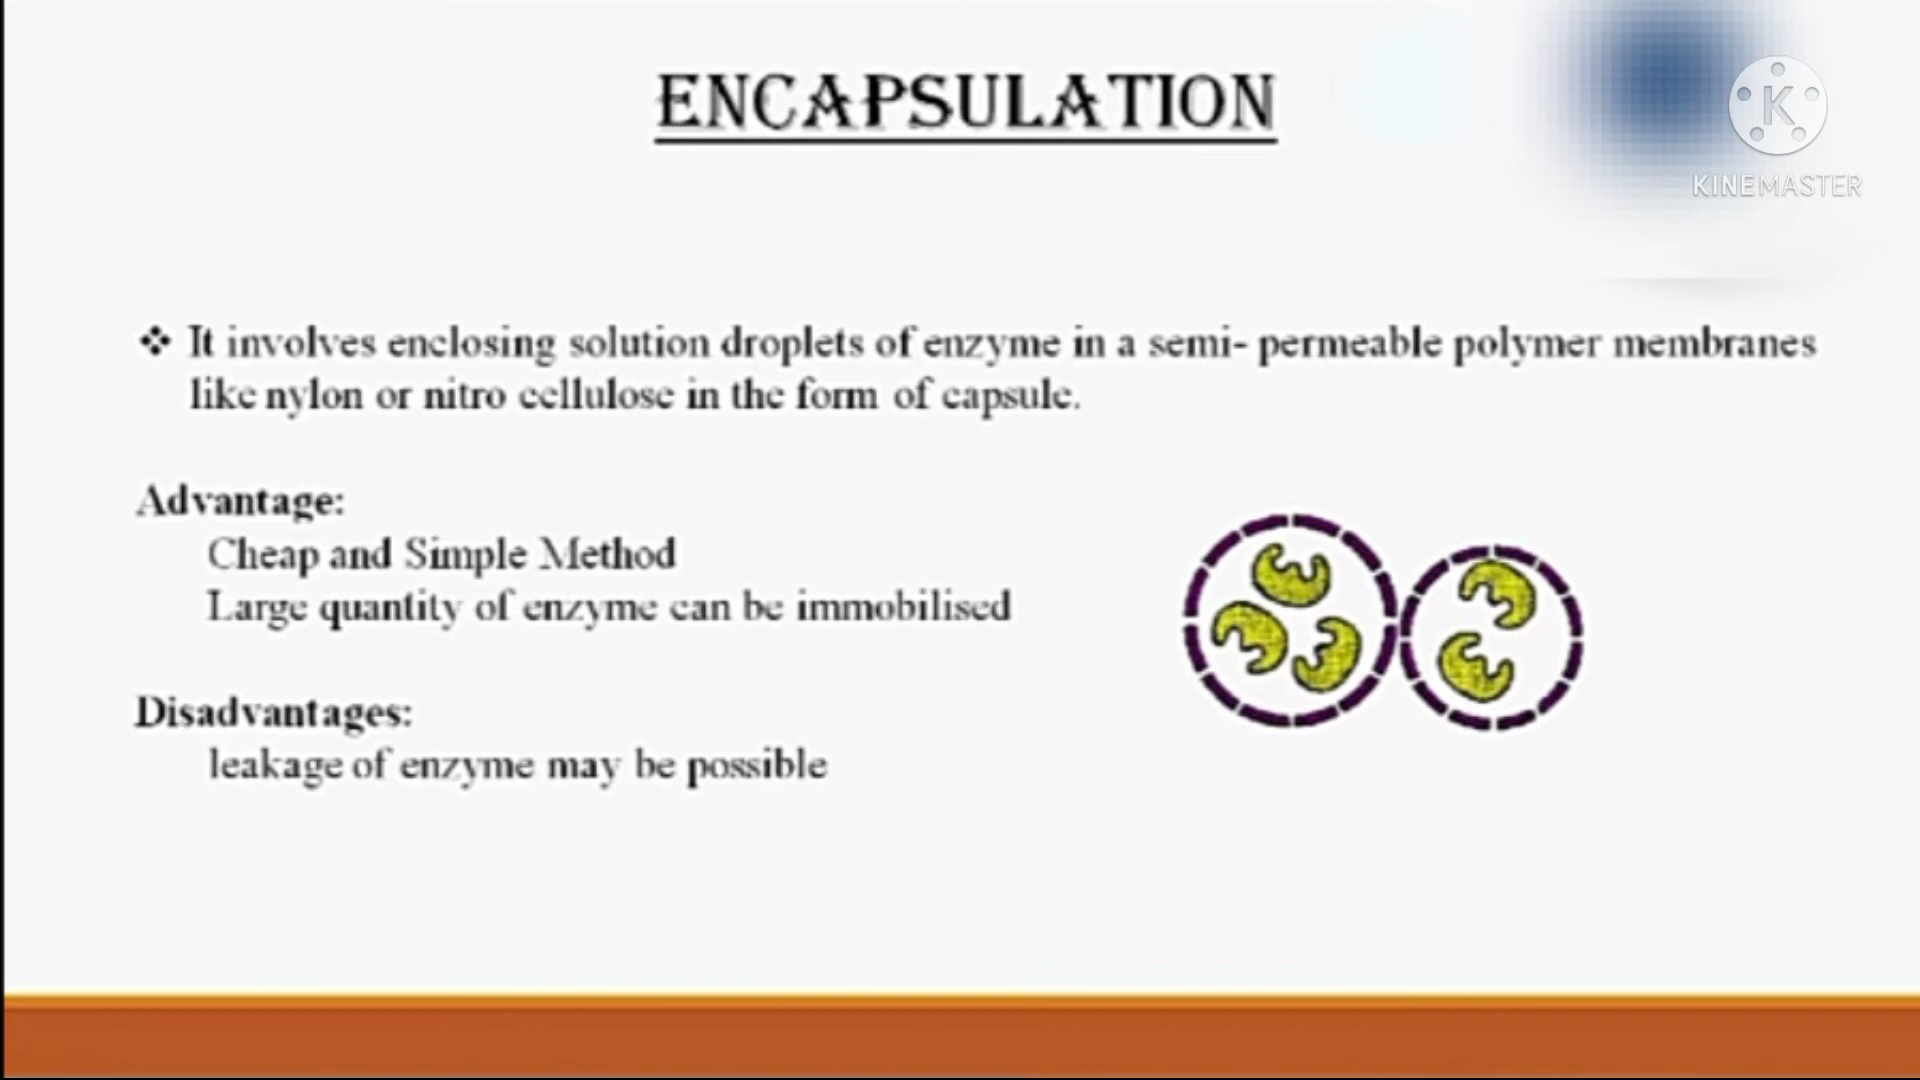 ENCAPSULATION
K
KINEMASTER
❖ It involves enclosing solution droplets of enzyme in a semi- permeable polymer membranes
like nylon or nitro cellulose in the form of capsule.
Advantage:
Cheap and Simple Method
Large quantity of enzyme can be immobilised
Disadvantages:
leakage of enzyme may be possible